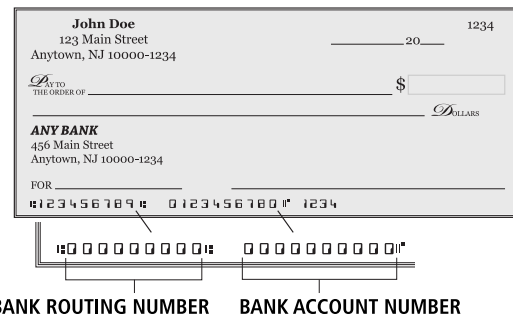 John Doe 1234
123 Main Street 20
Anytown, NJ 10000-1234
PAY TO
THE ORDER OF $
DOLLARS
ANY BANK
456 Main Street
Anytown, NJ 10000-1234
FOR
⑆123456789⑆ 0123456780⑈ 1234
⑆000000000⑆ 0000000000⑈
BANK ROUTING NUMBER BANK ACCOUNT NUMBER